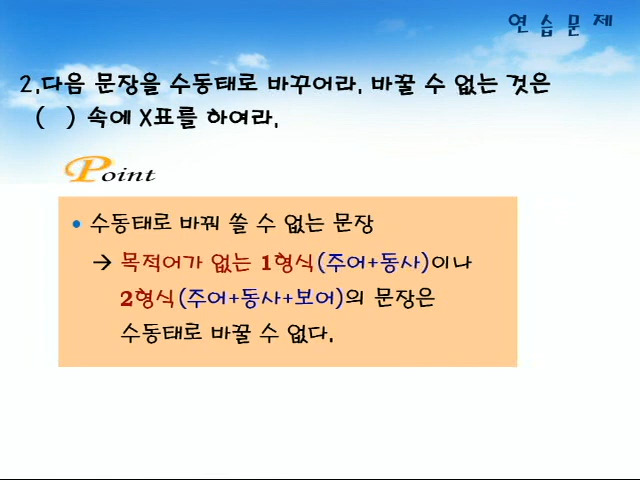 연 습 문 제
2.다음 문장을 수동태로 바꾸어라. 바꿀 수 없는 것은
( ) 속에 X표를 하여라.
Point
• 수동태로 바꿔 쓸 수 없는 문장
→ 목적어가 없는 1형식(주어+동사)이나
2형식(주어+동사+보어)의 문장은
수동태로 바꿀 수 없다.